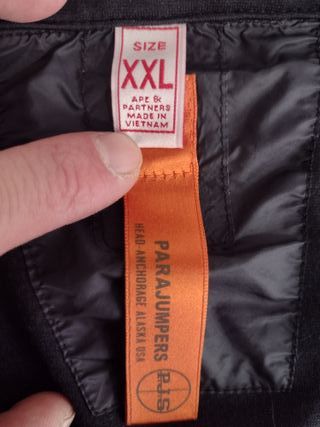 SIZE
XXL
APE &
PARTNERS
MADE IN
VIETNAM
PARAJUMPERS
HEAD-ANCHORAGE ALASKA USA
PJS